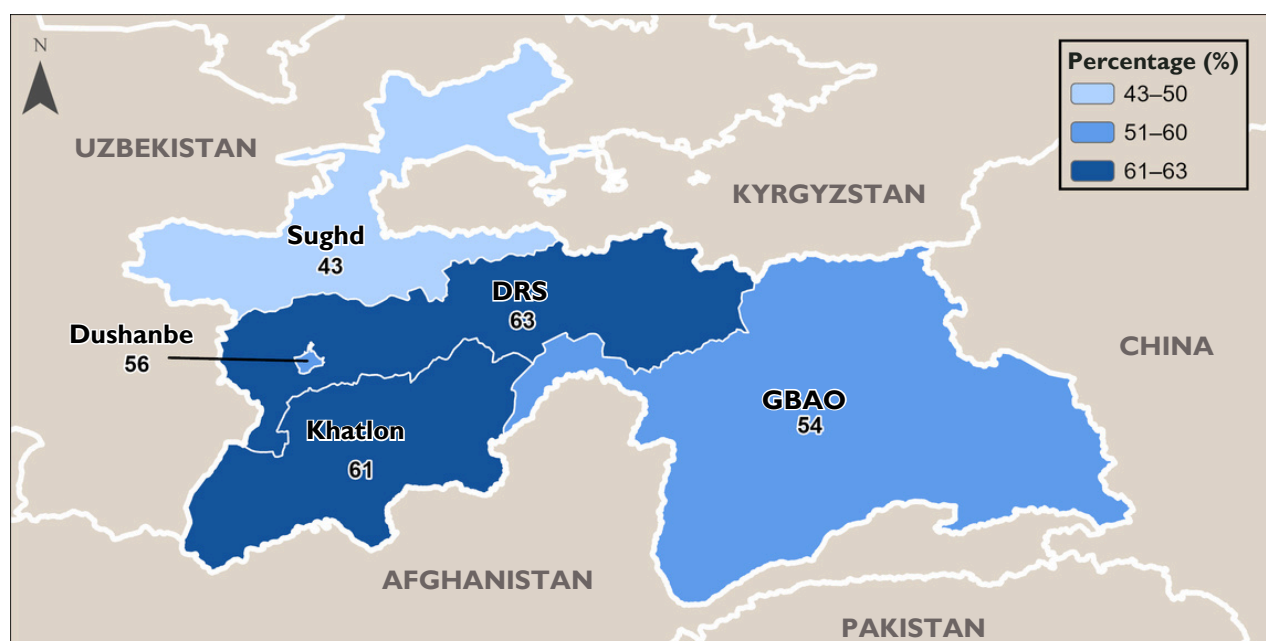 N
Percentage (%)
43–50
51–60
61–63
UZBEKISTAN
KYRGYZSTAN
Sughd
43
DRS
63
Dushanbe
56
CHINA
GBAO
54
Khatlon
61
AFGHANISTAN
PAKISTAN